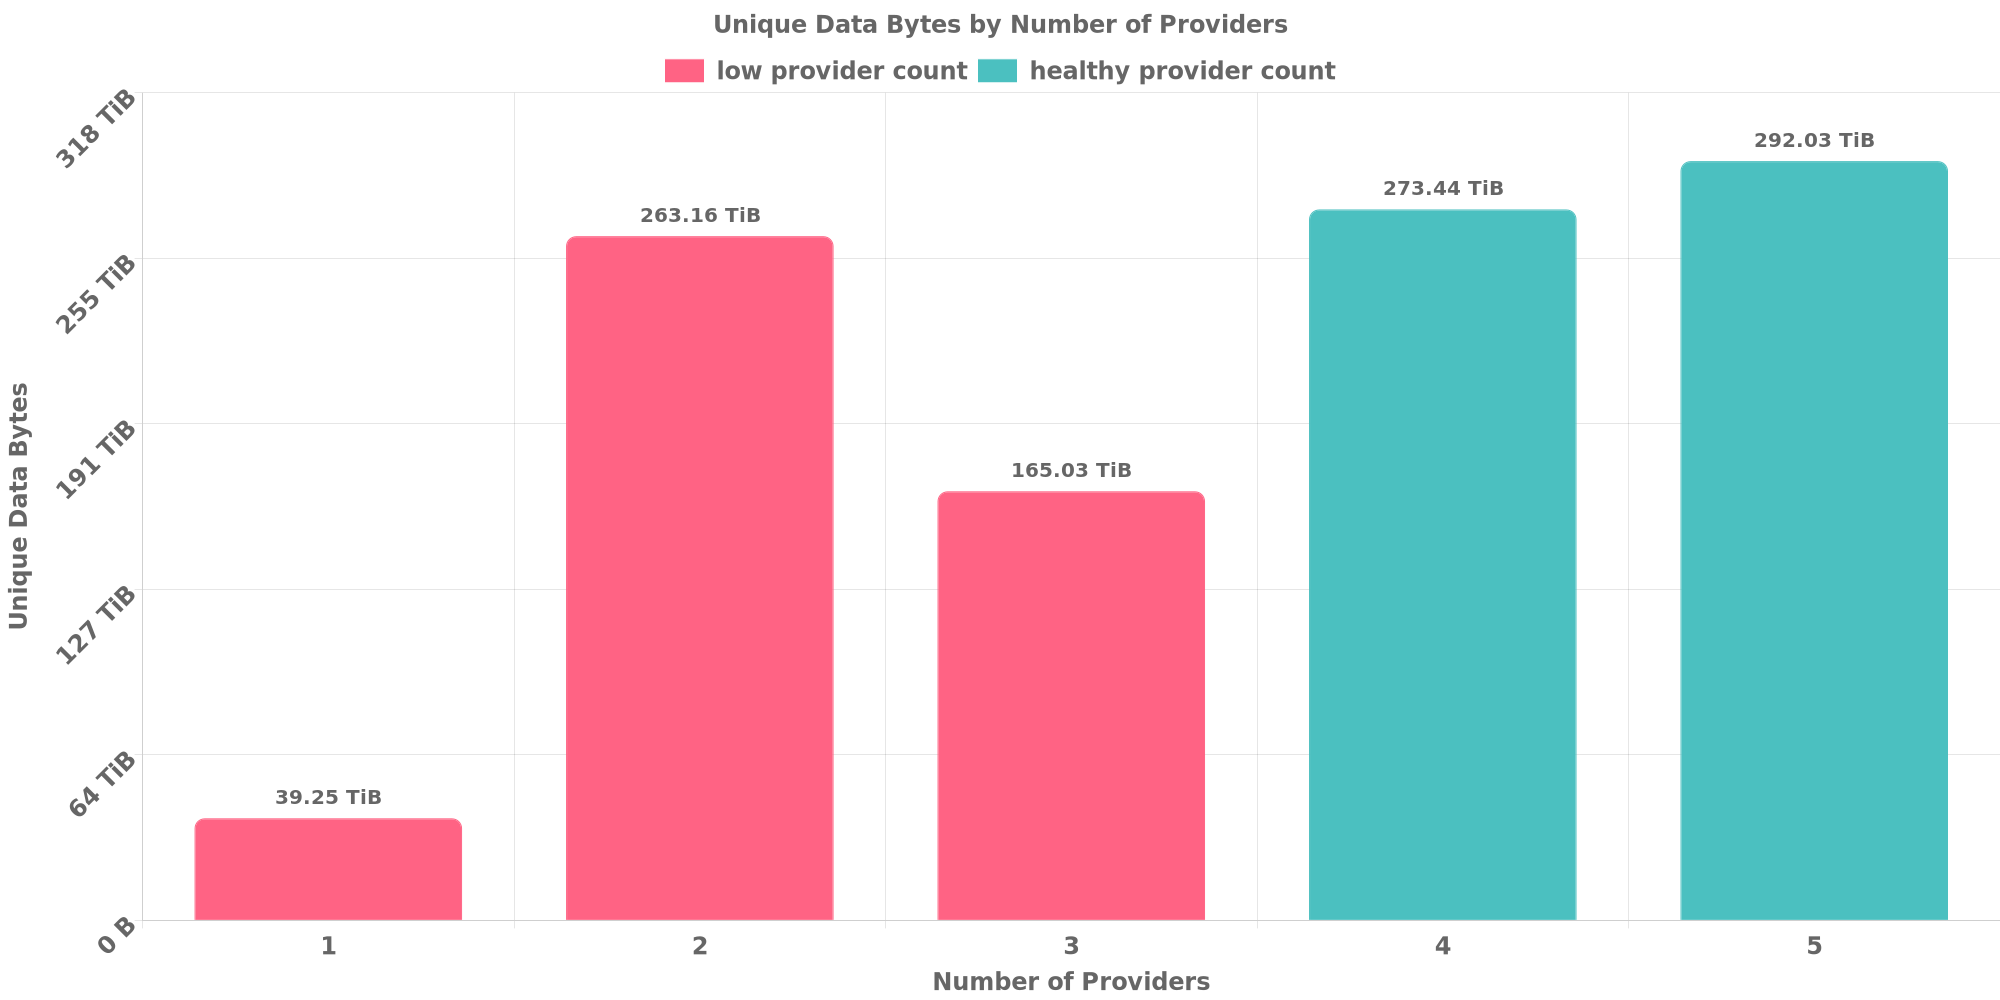 Unique Data Bytes by Number of Providers
low provider count healthy provider count
318 TiB
255 TiB
191 TiB
127 TiB
64 TiB
0 B
Unique Data Bytes
39.25 TiB
263.16 TiB
165.03 TiB
273.44 TiB
292.03 TiB
1 2 3 4 5
Number of Providers